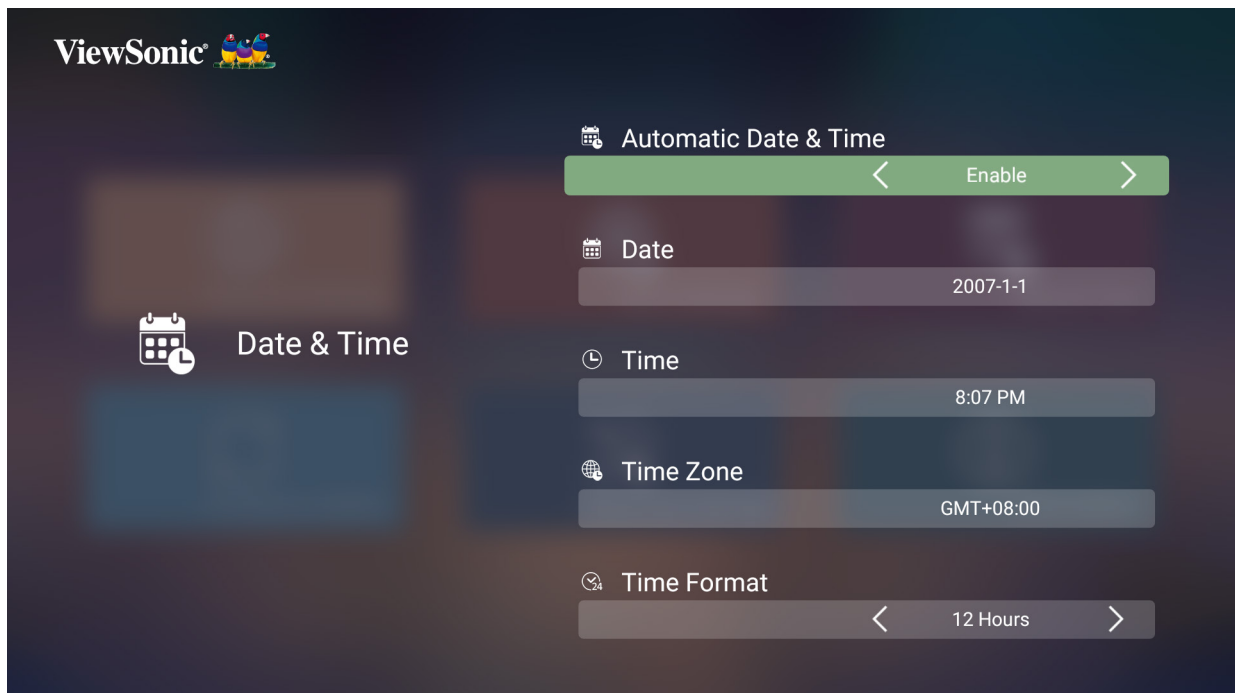 ViewSonic®
Automatic Date & Time
Enable
Date
2007-1-1
Date & Time
Time
8:07 PM
Time Zone
GMT+08:00
24
Time Format
12 Hours